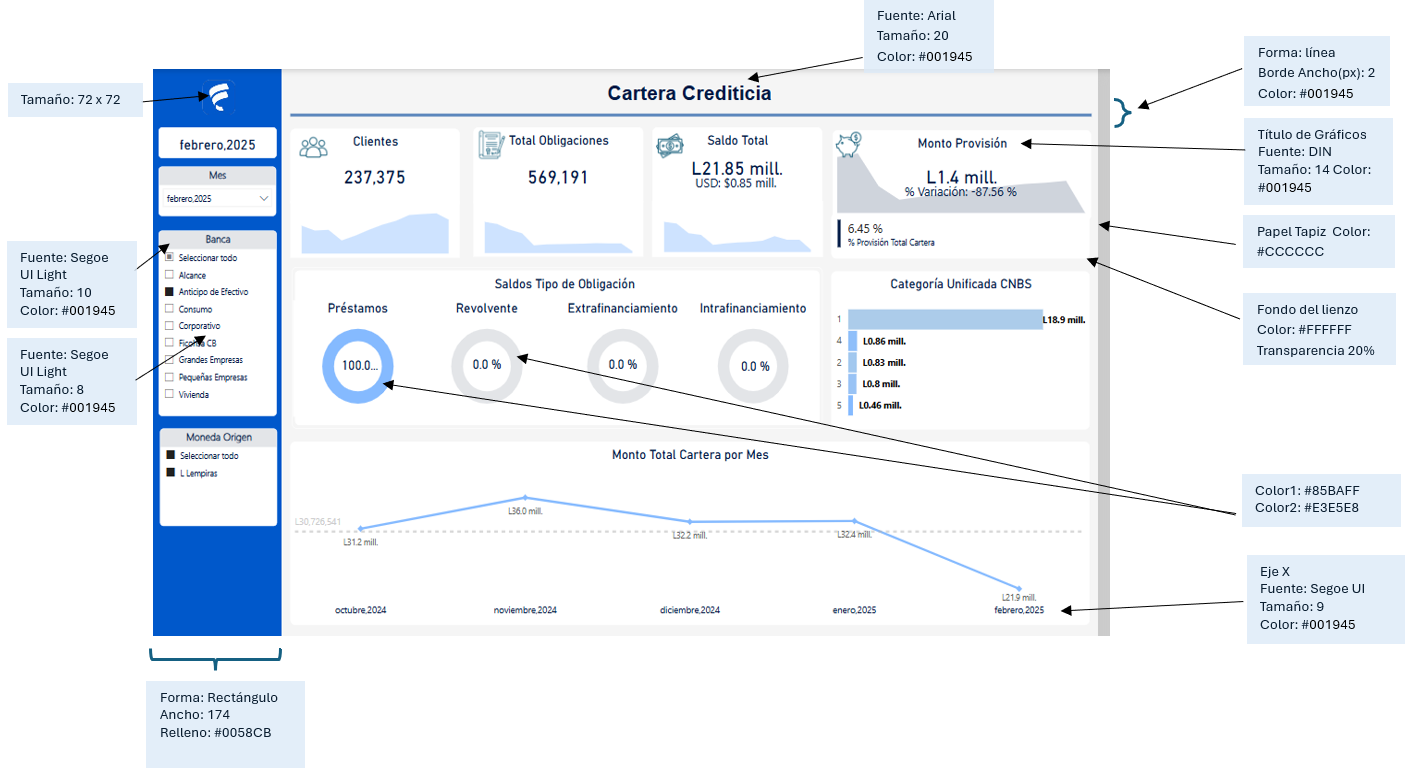 Fuente: Arial
Tamaño: 20
Color: #001945
Forma: línea
Borde Ancho(px): 2
Color: #001945
Tamaño: 72 x 72
Cartera Crediticia
febrero,2025
Mes
febrero,2025
Clientes
237,375
Total Obligaciones
569,191
Saldo Total
L21.85 mill.
USD: $0.85 mill.
Monto Provisión
L1.4 mill.
% Variación: -87.56 %
6.45 %
% Provisión Total Cartera
Título de Gráficos
Fuente: DIN
Tamaño: 14 Color:
#001945
Papel Tapiz Color:
#CCCCCC
Fondo del lienzo
Color: #FFFFFF
Transparencia 20%
Fuente: Segoe
UI Light
Tamaño: 10
Color: #001945
Fuente: Segoe
UI Light
Tamaño: 8
Color: #001945
Banca
Seleccionar todo
Alcance
Anticipo de Efectivo
Consumo
Corporativo
CB
Grandes Empresas
Pequeñas Empresas
Vivienda
Moneda Origen
Seleccionar todo
L Lempiras
Saldos Tipo de Obligación
Préstamos
100.0...
Revolvente
0.0 %
Extrafinanciamiento
0.0 %
Intrafinanciamiento
0.0 %
Categoría Unificada CNBS
1 L18.9 mill.
4 L0.86 mill.
2 L0.83 mill.
3 L0.8 mill.
5 L0.46 mill.
Color1: #85BAFF
Color2: #E3E5E8
Monto Total Cartera por Mes
L30,726,541
L31.2 mill.
L36.0 mill.
L32.2 mill.
L32.4 mill.
L21.9 mill.
octubre,2024
noviembre,2024
diciembre,2024
enero,2025
febrero,2025
Eje X
Fuente: Segoe UI
Tamaño: 9
Color: #001945
Forma: Rectángulo
Ancho: 174
Relleno: #0058CB